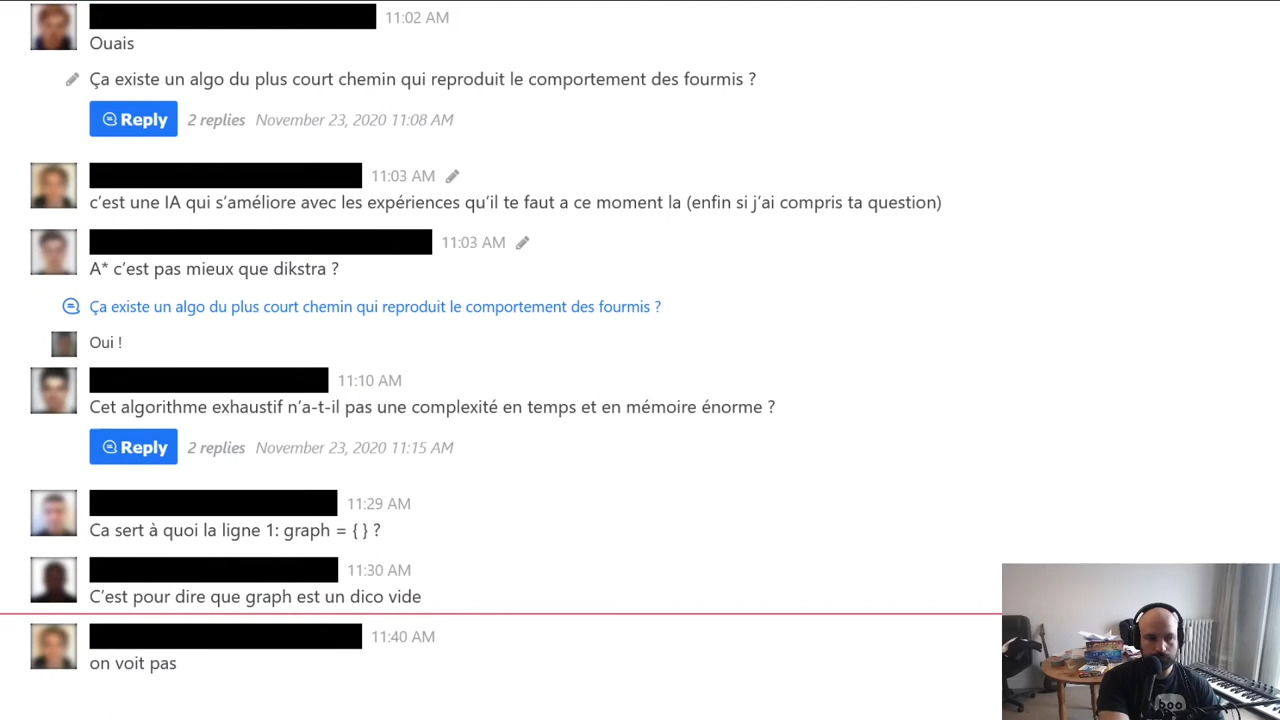 11:02 AM
Ouais
Ça existe un algo du plus court chemin qui reproduit le comportement des fourmis ?
Reply 2 replies November 23, 2020 11:08 AM
11:03 AM
c'est une IA qui s'améliore avec les expériences qu'il te faut a ce moment la (enfin si j'ai compris ta question)
11:03 AM
A* c'est pas mieux que dikstra ?
Ça existe un algo du plus court chemin qui reproduit le comportement des fourmis ?
Oui !
11:10 AM
Cet algorithme exhaustif n'a-t-il pas une complexité en temps et en mémoire énorme ?
Reply 2 replies November 23, 2020 11:15 AM
11:29 AM
Ca sert à quoi la ligne 1: graph = { } ?
11:30 AM
C'est pour dire que graph est un dico vide
11:40 AM
on voit pas
boo